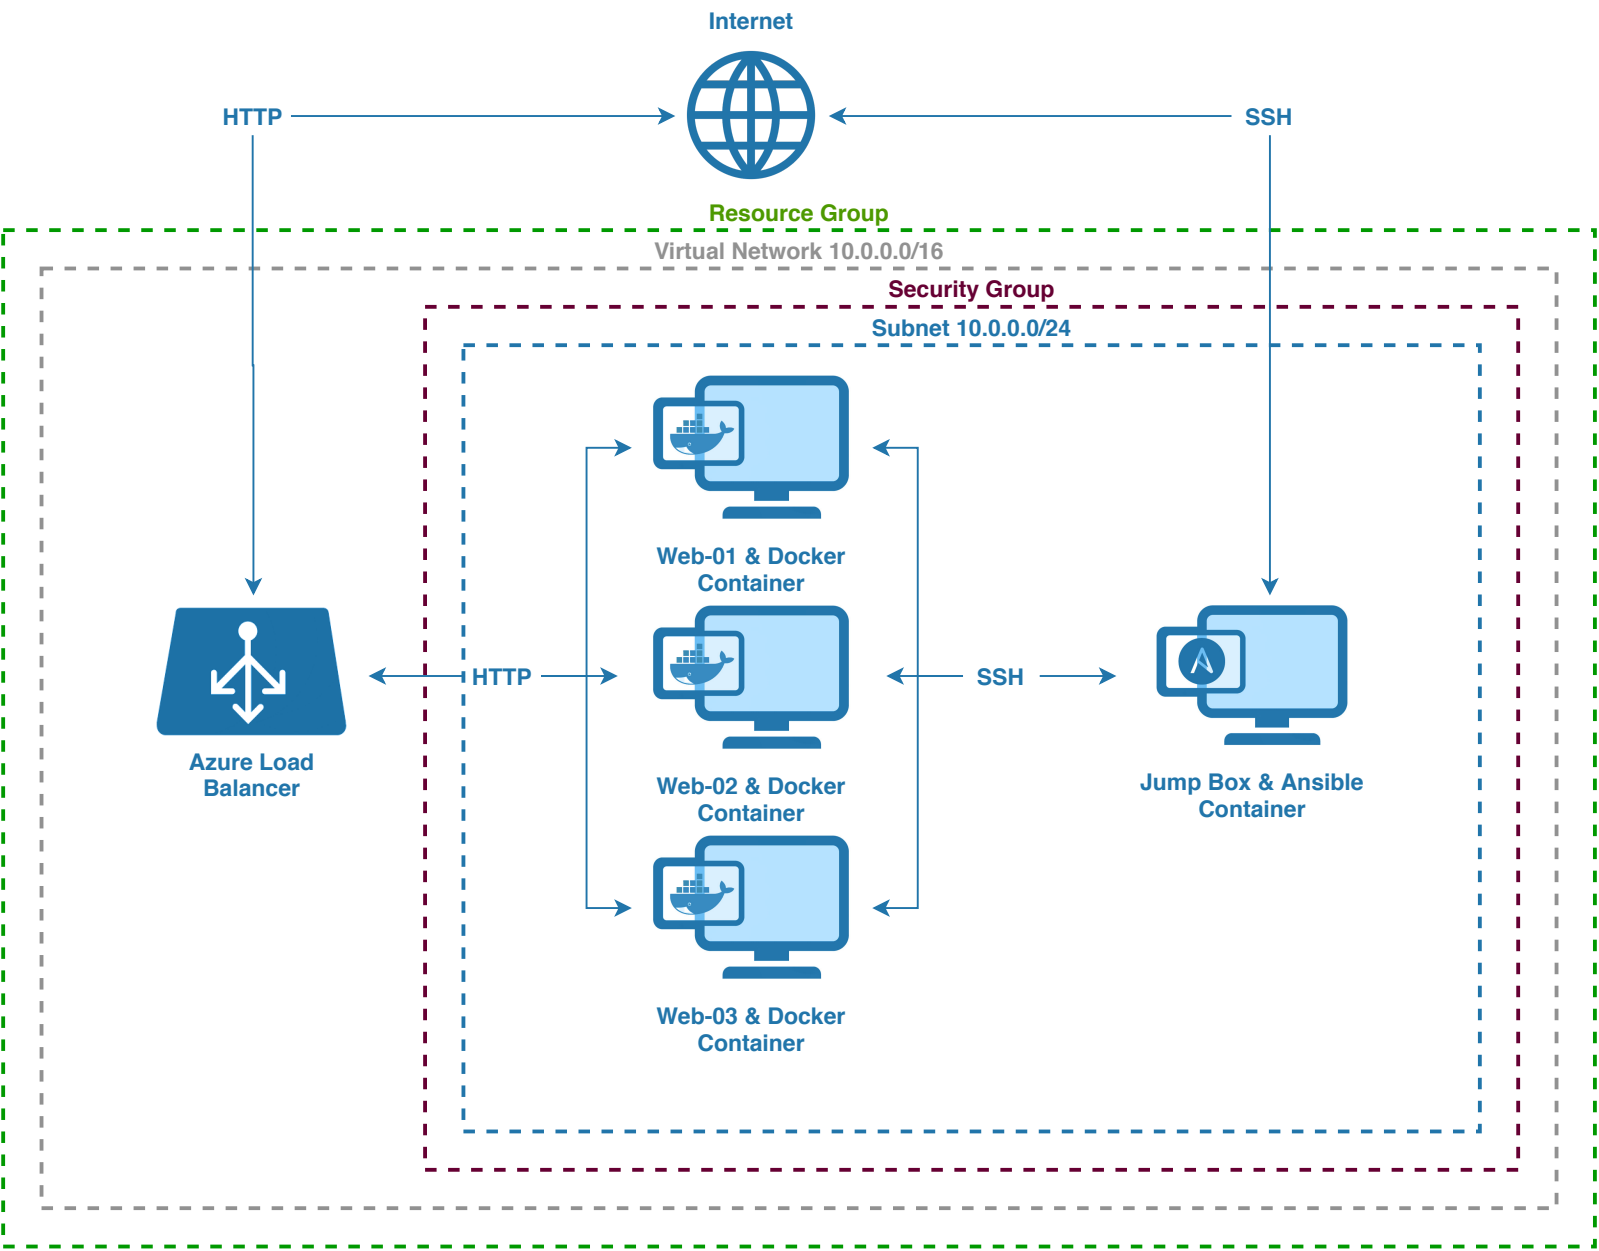 Internet
HTTP
SSH
Resource Group
Virtual Network 10.0.0.0/16
Security Group
Subnet 10.0.0.0/24
Web-01 & Docker
Container
HTTP
SSH
Azure Load
Balancer
Web-02 & Docker
Container
Jump Box & Ansible
Container
Web-03 & Docker
Container